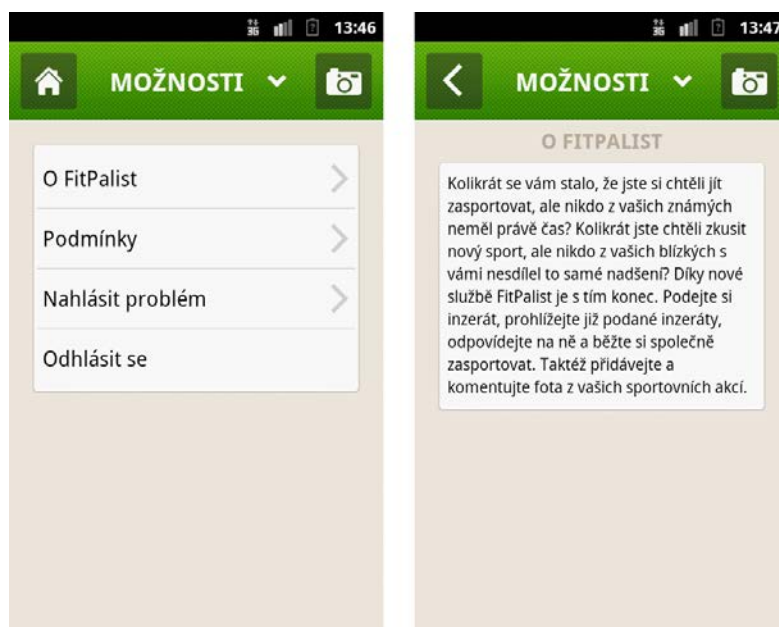 3G 13:46
MOŽNOSTI
O FitPalist
Podmínky
Nahlásit problém
Odhlásit se
3G 13:47
MOŽNOSTI
O FITPALIST
Kolikrát se vám stalo, že jste si chtěli jít
zasportovat, ale nikdo z vašich známých
neměl právě čas? Kolikrát jste chtěli zkusit
nový sport, ale nikdo z vašich blízkých s
vámi nesdílel to samé nadšení? Díky nové
službě FitPalist je s tím konec. Podejte si
inzerát, prohlížejte již podané inzeráty,
odpovídejte na ně a běžte si společně
zasportovat. Taktéž přidávejte a
komentujte fota z vašich sportovních akcí.